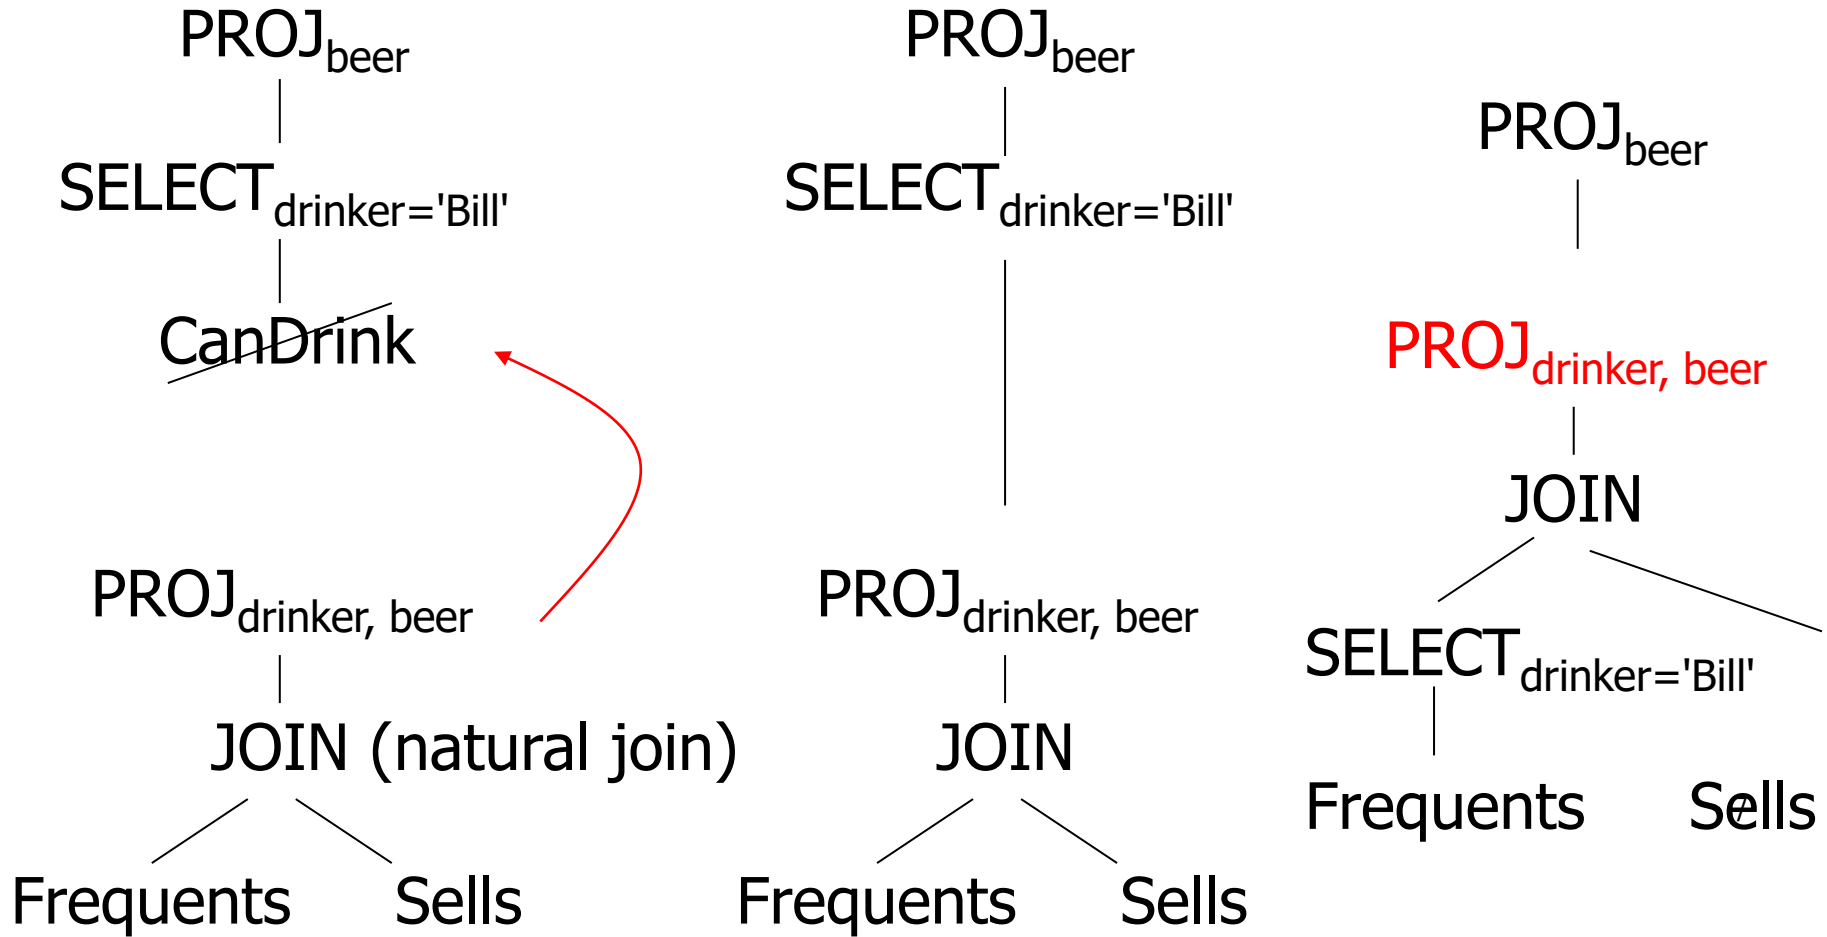 PROJbeer
SELECTdrinker='Bill'
CanDrink
PROJdrinker, beer
JOIN (natural join)
Frequents Sells
PROJbeer
SELECTdrinker='Bill'
PROJdrinker, beer
JOIN
Frequents Sells
PROJbeer
PROJdrinker, beer
JOIN
SELECTdrinker='Bill'
Frequents Sells